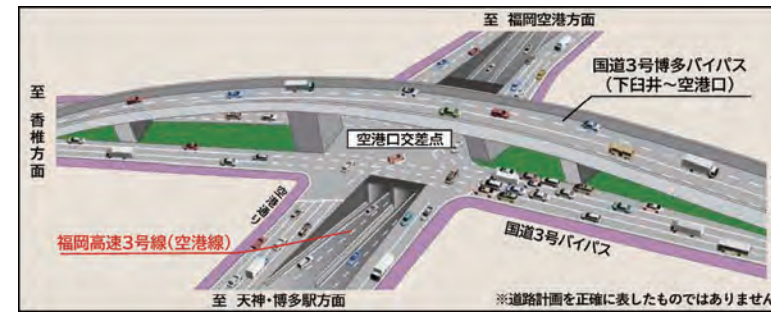 至 福岡空港方面
国道3号博多バイパス
(下臼井～空港口)
至 香椎方面
空港口交差点
空港通り
福岡高速3号線(空港線)
国道3号バイパス
至 天神・博多駅方面
※道路計画を正確に表したものではありません